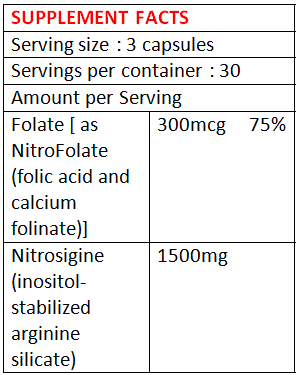 SUPPLEMENT FACTS
Serving size : 3 capsules
Servings per container : 30
Amount per Serving
Folate [ as
NitroFolate
(folic acid and
calcium
folinate)]
300mcg 75%
Nitrosigine
(inositol-
stabilized
arginine
silicate)
1500mg